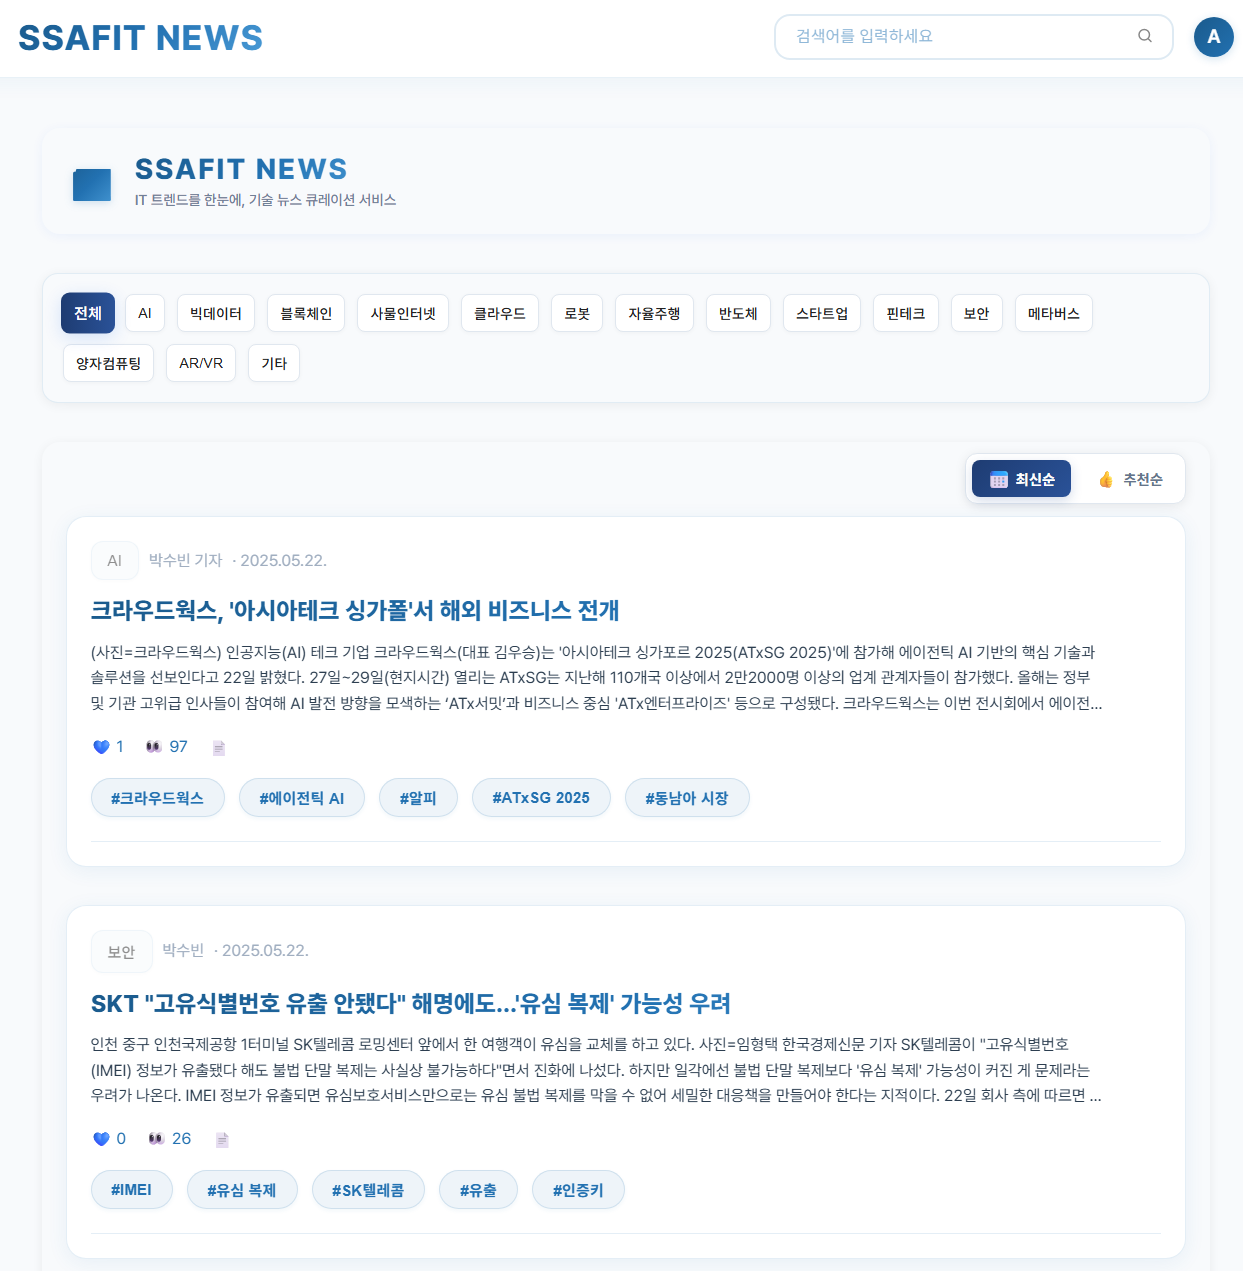 SSAFIT NEWS
검색어를 입력하세요
A
SSAFIT NEWS
IT 트렌드를 한눈에, 기술 뉴스 큐레이션 서비스
전체 AI 빅데이터 블록체인 사물인터넷 클라우드 로봇 자율주행 반도체 스타트업 핀테크 보안 메타버스
양자컴퓨팅 AR/VR 기타
최신순 추천순
AI 박수빈 기자 · 2025.05.22.
크라우드웍스, '아시아테크 싱가폴'서 해외 비즈니스 전개
(사진=크라우드웍스) 인공지능(AI) 테크 기업 크라우드웍스(대표 김우승)는 '아시아테크 싱가포르 2025(ATxSG 2025)'에 참가해 에이전틱 AI 기반의 핵심 기술과
솔루션을 선보인다고 22일 밝혔다. 27일~29일(현지시간) 열리는 ATxSG는 지난해 110개국 이상에서 2만2000명 이상의 업계 관계자들이 참가했다. 올해는 정부
및 기관 고위급 인사들이 참여해 AI 발전 방향을 모색하는 ‘ATx서밋’과 비즈니스 중심 'ATx엔터프라이즈' 등으로 구성됐다. 크라우드웍스는 이번 전시회에서 에이전...
1 97
#크라우드웍스 #에이전틱 AI #알피 #ATxSG 2025 #동남아 시장
보안 박수빈 · 2025.05.22.
SKT "고유식별번호 유출 안됐다" 해명에도…'유심 복제' 가능성 우려
인천 중구 인천국제공항 1터미널 SK텔레콤 로밍센터 앞에서 한 여행객이 유심을 교체를 하고 있다. 사진=임형택 한국경제신문 기자 SK텔레콤이 "고유식별번호
(IMEI) 정보가 유출됐다 해도 불법 단말 복제는 사실상 불가능하다"면서 진화에 나섰다. 하지만 일각에선 불법 단말 복제보다 '유심 복제' 가능성이 커진 게 문제라는
우려가 나온다. IMEI 정보가 유출되면 유심보호서비스만으로는 유심 불법 복제를 막을 수 없어 세밀한 대응책을 만들어야 한다는 지적이다. 22일 회사 측에 따르면 ...
0 26
#IMEI #유심 복제 #SK텔레콤 #유출 #인증키